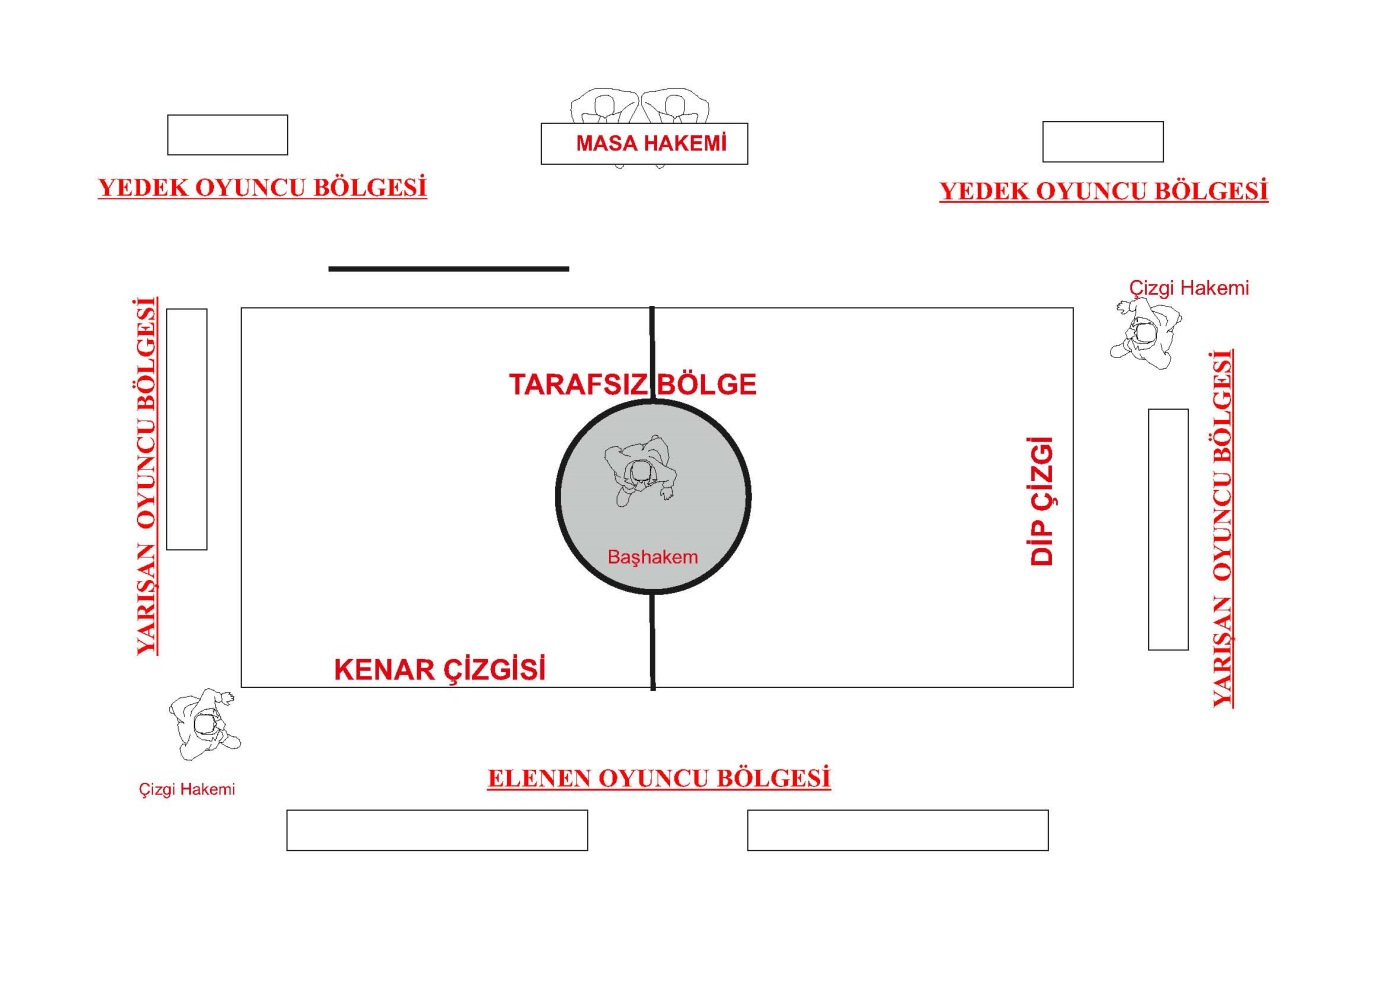 MASA HAKEMİ
YEDEK OYUNCU BÖLGESİ
YEDEK OYUNCU BÖLGESİ
Çizgi Hakemi
YARIŞAN OYUNCU BÖLGESİ
TARAFSIZ BÖLGE
DİP ÇİZGİ
YARIŞAN OYUNCU BÖLGESİ
Başhakem
KENAR ÇİZGİSİ
ELENEN OYUNCU BÖLGESİ
Çizgi Hakemi